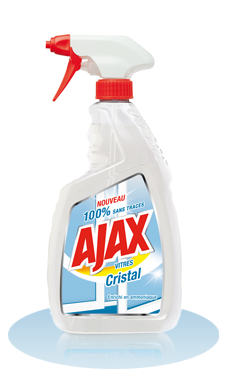 NOUVEAU
100% SANS TRACES
AJAX
VITRES
Cristal
Enrichi en ammoniaque